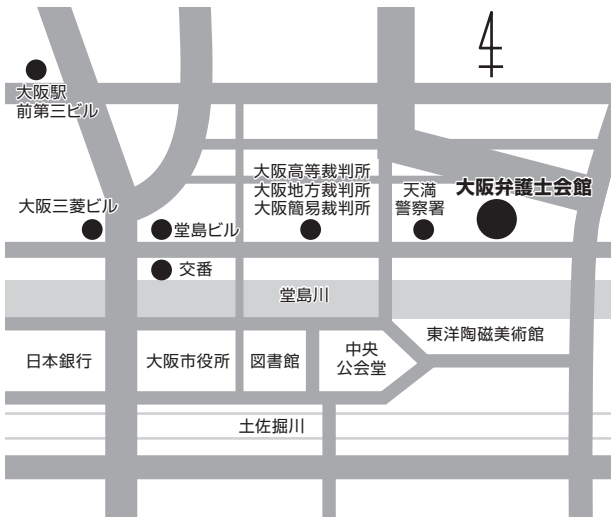 大阪駅
前第三ビル
大阪高等裁判所
大阪地方裁判所
大阪簡易裁判所
天満
警察署
大阪弁護士会館
大阪三菱ビル
堂島ビル
交番
堂島川
東洋陶磁美術館
日本銀行
大阪市役所
図書館
中央
公会堂
土佐堀川